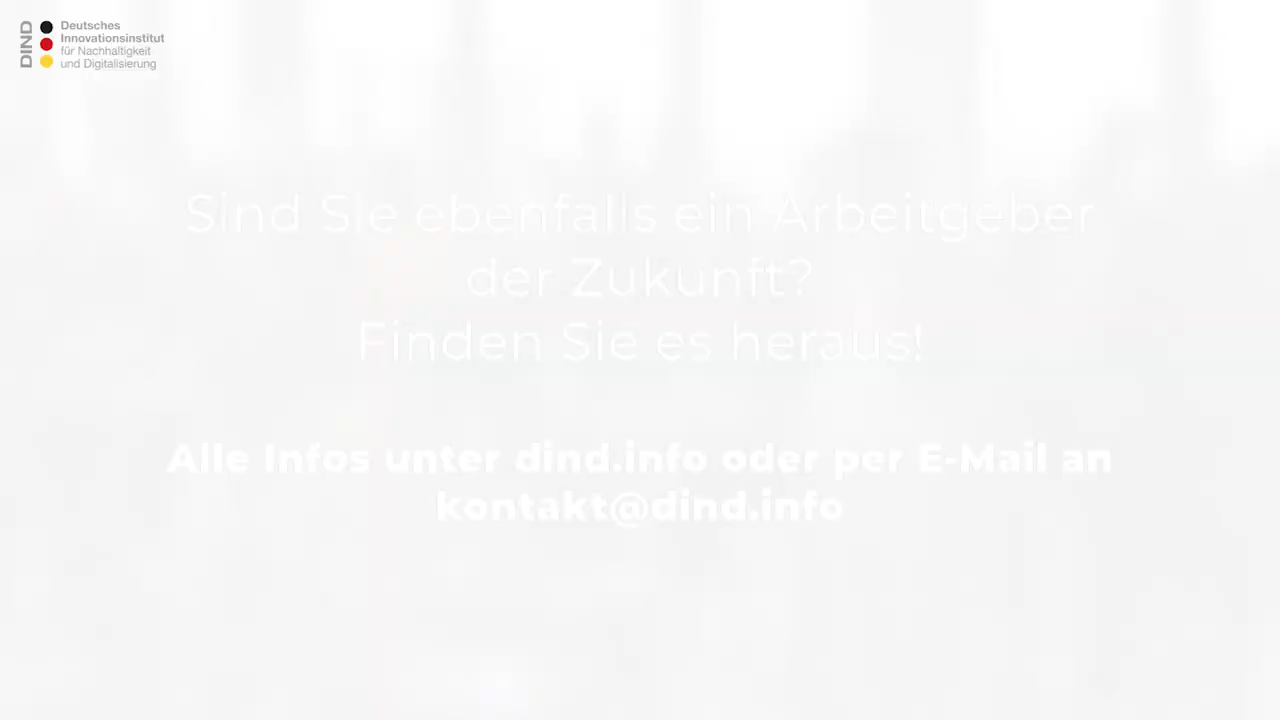 DIND
Deutsches
Innovationsinstitut
für Nachhaltigkeit
und Digitalisierung
Sind Sie ebenfalls ein Arbeitgeber
der Zukunft?
Finden Sie es heraus!
Alle Infos unter dind.info oder per E-Mail an
kontakt@dind.info